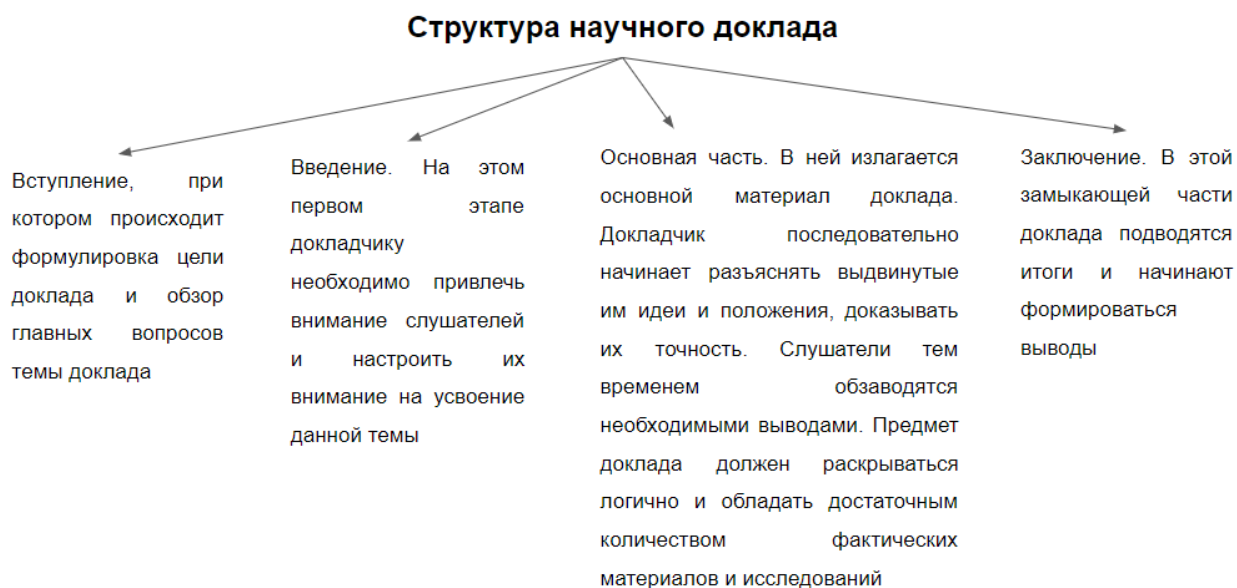 Структура научного доклада
Вступление, при
котором происходит
формулировка цели
доклада и обзор
главных вопросов
темы доклада
Введение. На этом
первом этапе
докладчику
необходимо привлечь
внимание слушателей
и настроить их
внимание на усвоение
данной темы
Основная часть. В ней излагается
основной материал доклада.
Докладчик последовательно
начинает разъяснять выдвинутые
им идеи и положения, доказывать
их точность. Слушатели тем
временем обзаводятся
необходимыми выводами. Предмет
доклада должен раскрываться
логично и обладать достаточным
количеством фактических
материалов и исследований
Заключение. В этой
замыкающей части
доклада подводятся
итоги и начинают
формироваться
выводы